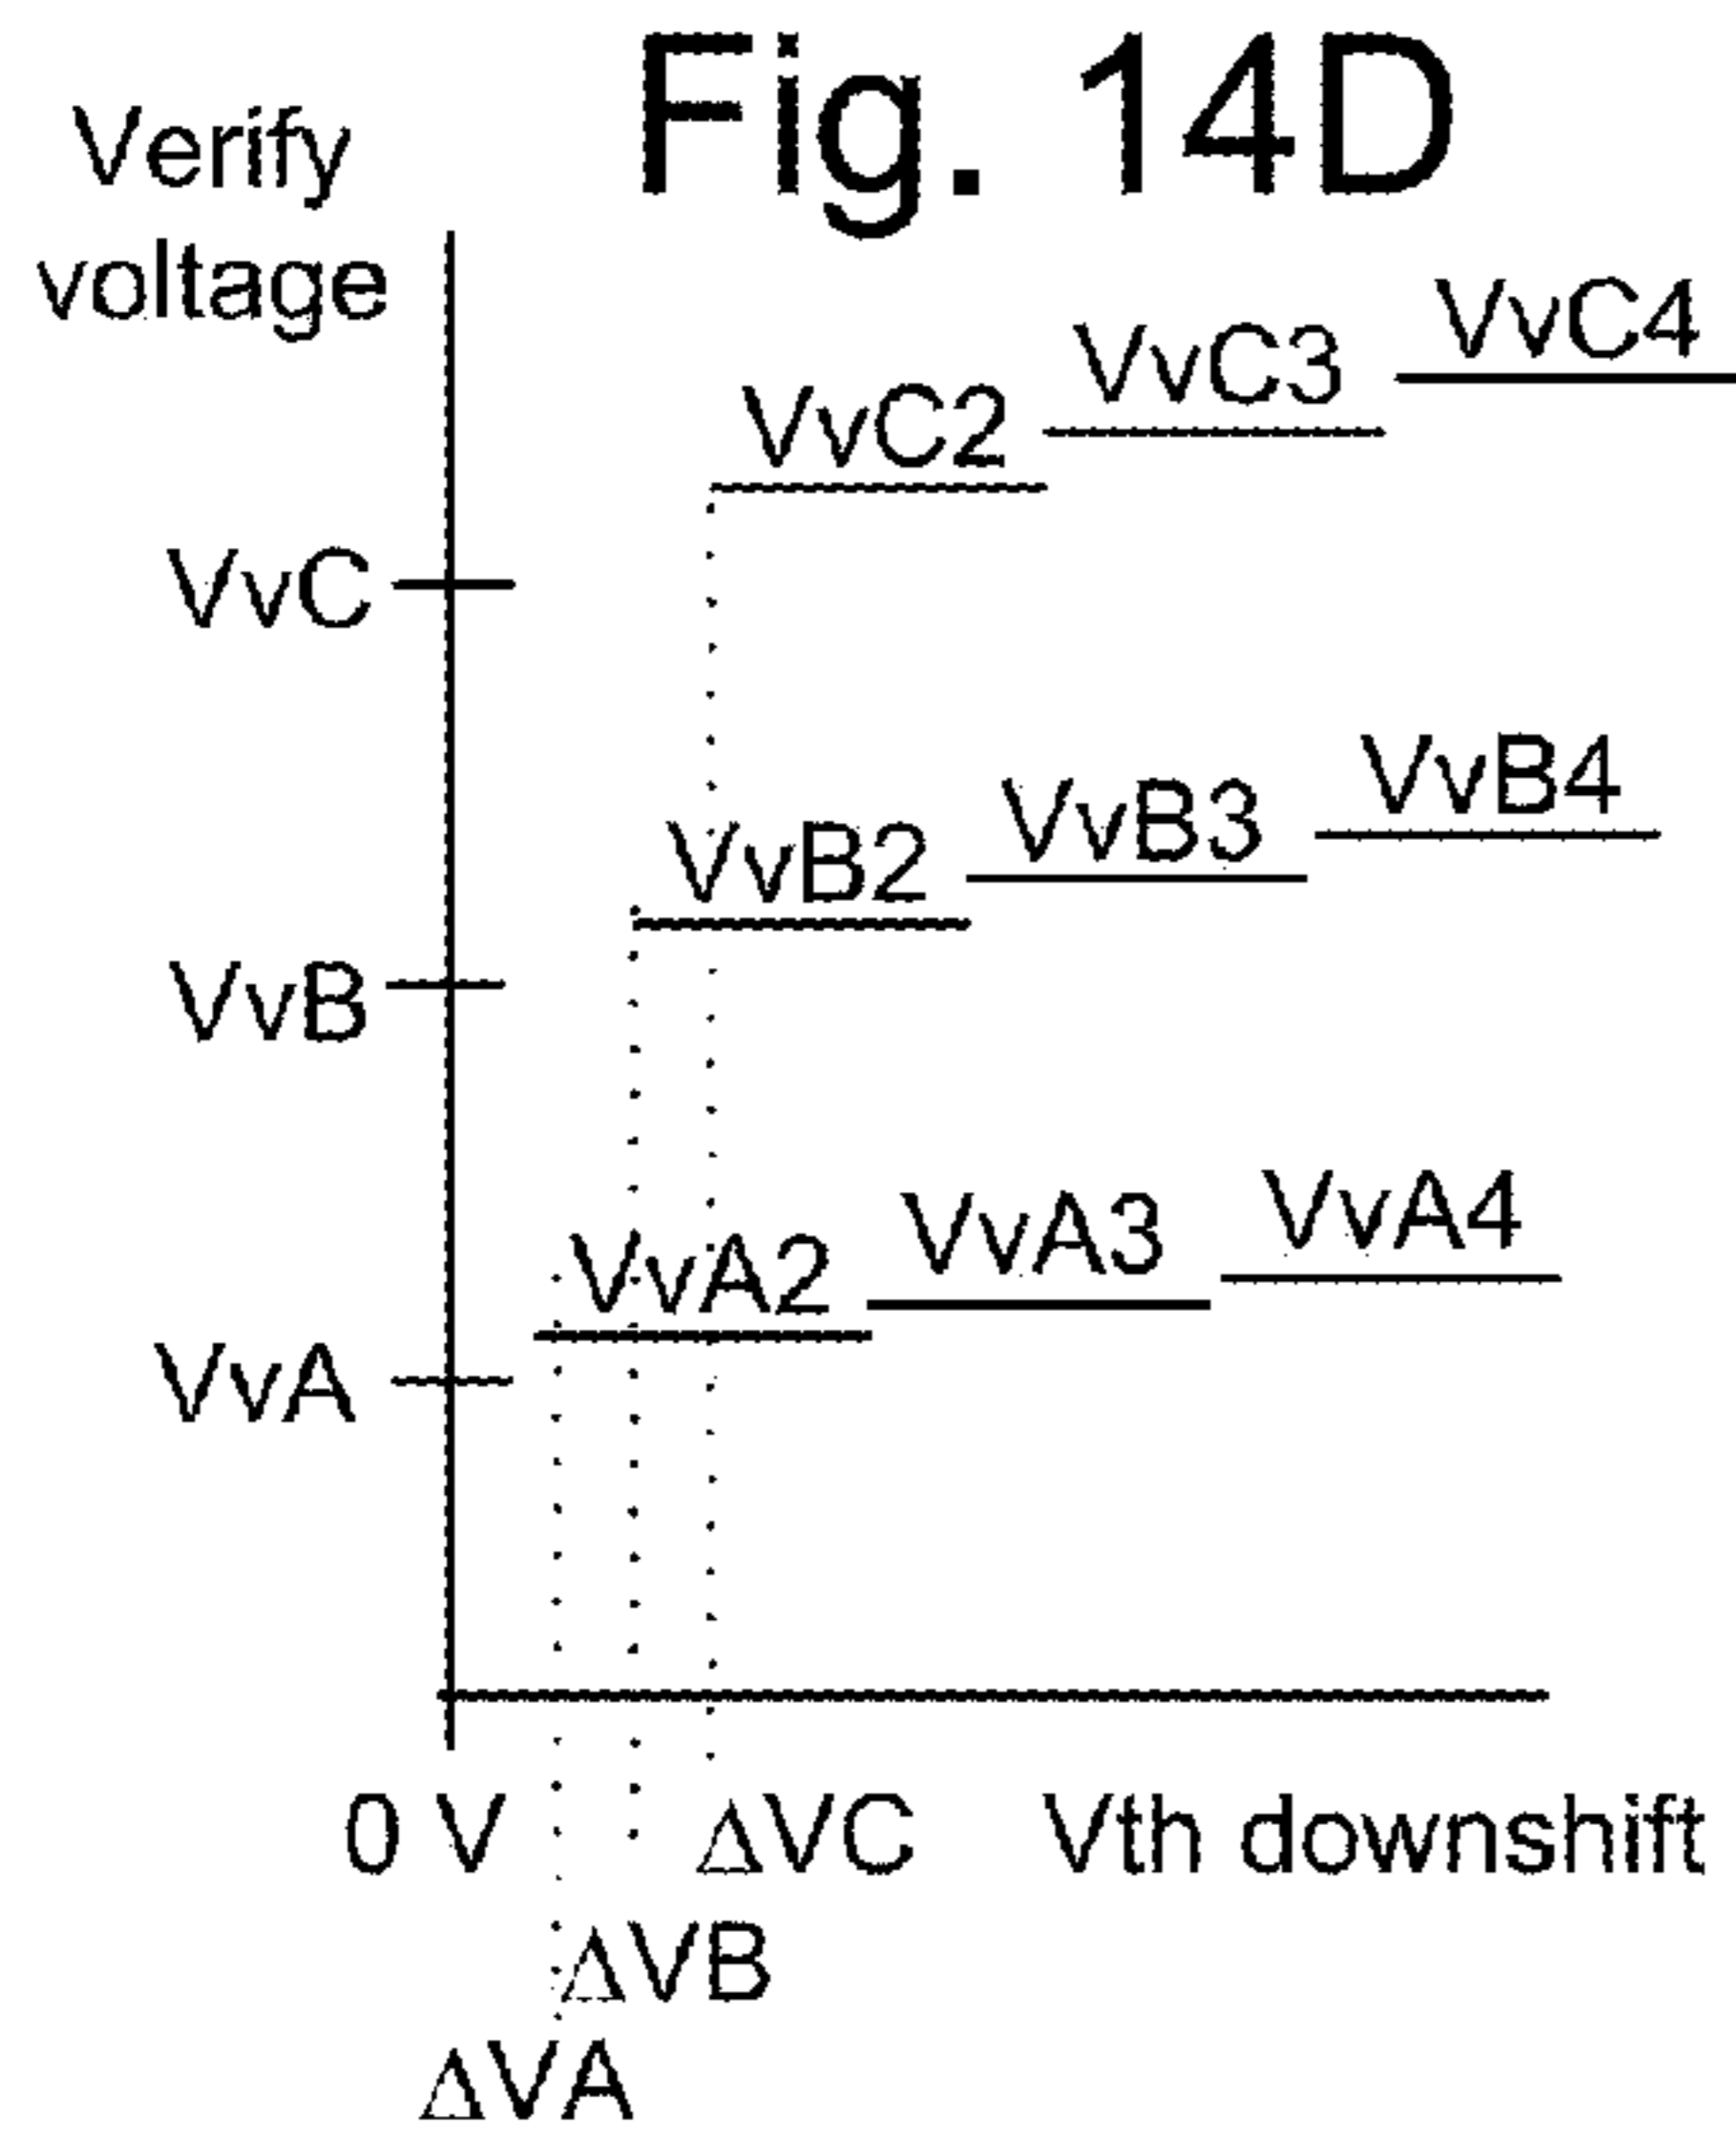 Fig. 14D
Verify
voltage
VvC4
VvC3
VvC2
VvC
VvB4
VvB3
VvB2
VvB
VvA4
VvA3
VvA2
VvA
0 V
ΔVC
Vth downshift
ΔVB
ΔVA